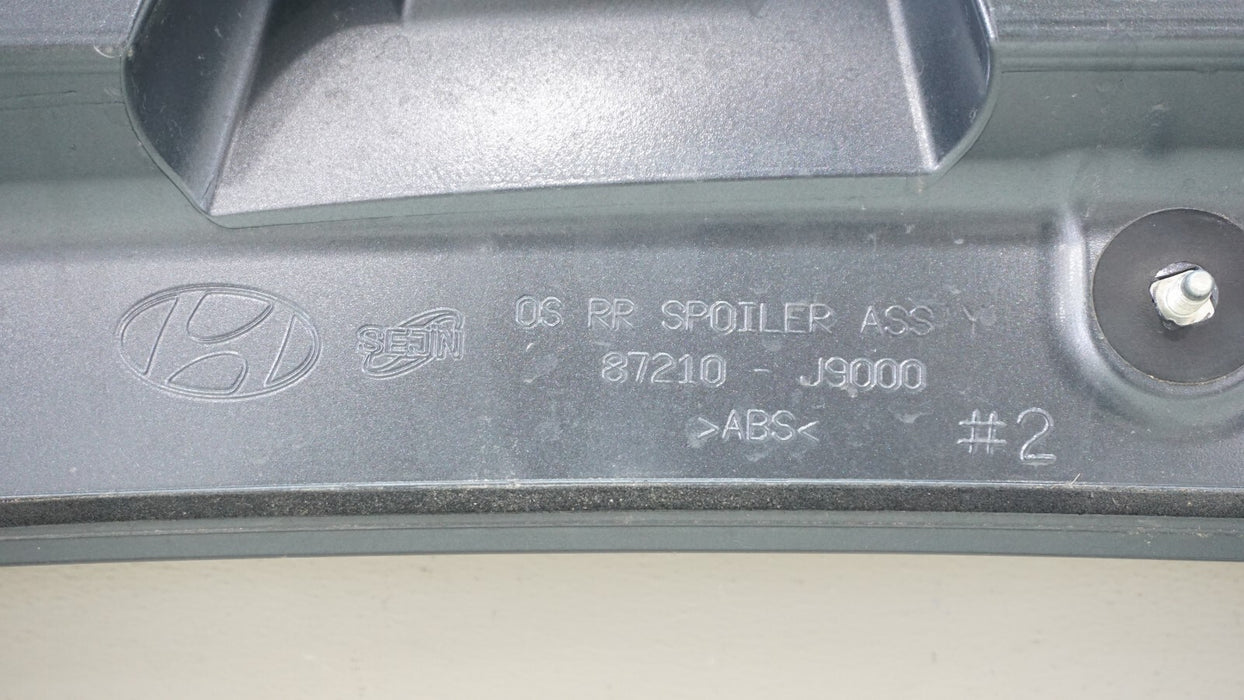 SEJIN
OS RR SPOILER ASS Y
87210 - J9000
>ABS<
#2